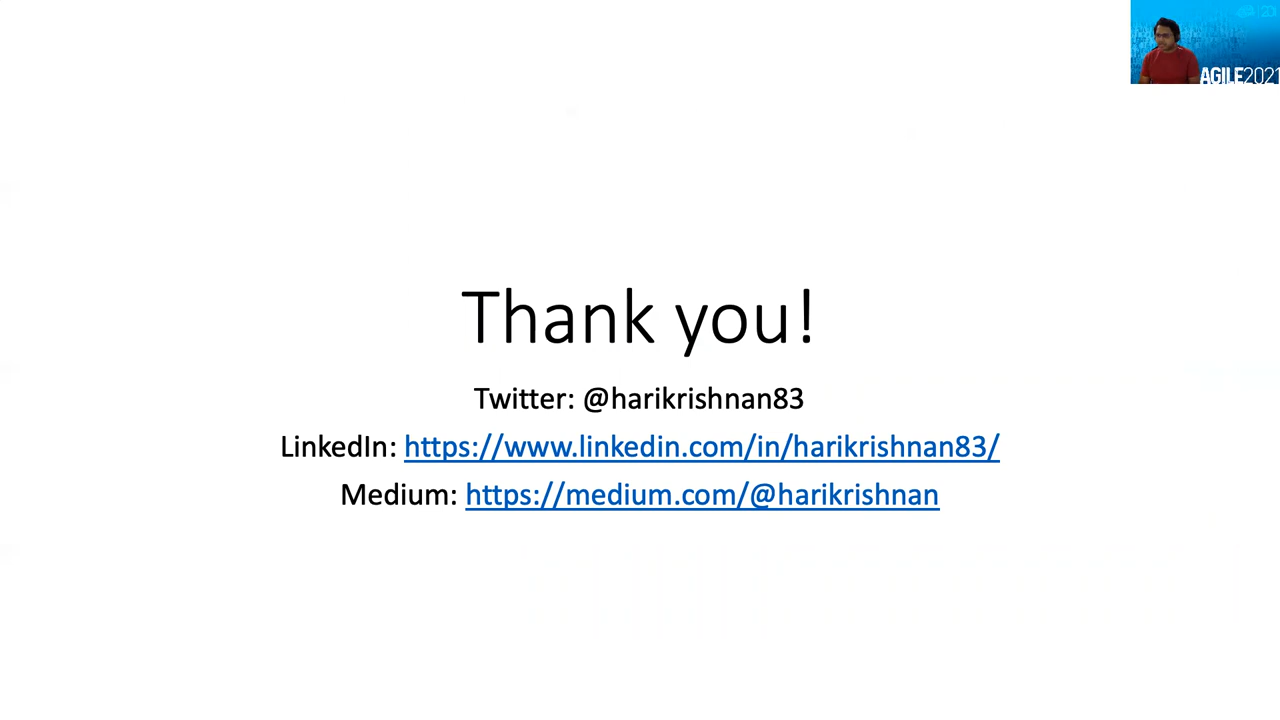 AGILE2021
Thank you!
Twitter: @harikrishnan83
LinkedIn: https://www.linkedin.com/in/harikrishnan83/
Medium: https://medium.com/@harikrishnan